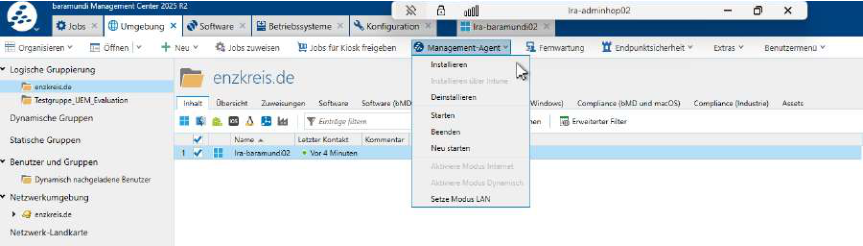 baramundi Management Center 2025 R2
lra-adminhop02
Jobs Umgebung Software Betriebssysteme Konfiguration lra-baramundi02
Organisieren Öffnen Neu Jobs zuweisen Jobs für Kiosk freigeben Management-Agent Fernwartung Endpunktsicherheit Extras Benutzermenü
Logische Gruppierung
enzkreis.de
Testgruppe_UEM_Evaluation
Dynamische Gruppen
Statische Gruppen
Benutzer und Gruppen
Dynamisch nachgeladene Benutzer
Netzwerkumgebung
enzkreis.de
Netzwerk-Landkarte
enzkreis.de
Inhalt Übersicht Zuweisungen Software Software (bMD Windows) Compliance (bMD und macOS) Compliance (Industrie) Assets
iOS Einträge filtern Erweiterter Filter
Name Letzter Kontakt Kommentar
1 lra-baramundi02 Vor 4 Minuten
Installieren
Installieren über Intune
Deinstallieren
Starten
Beenden
Neu starten
Aktiviere Modus Internet
Aktiviere Modus Dynamisch
Setze Modus LAN